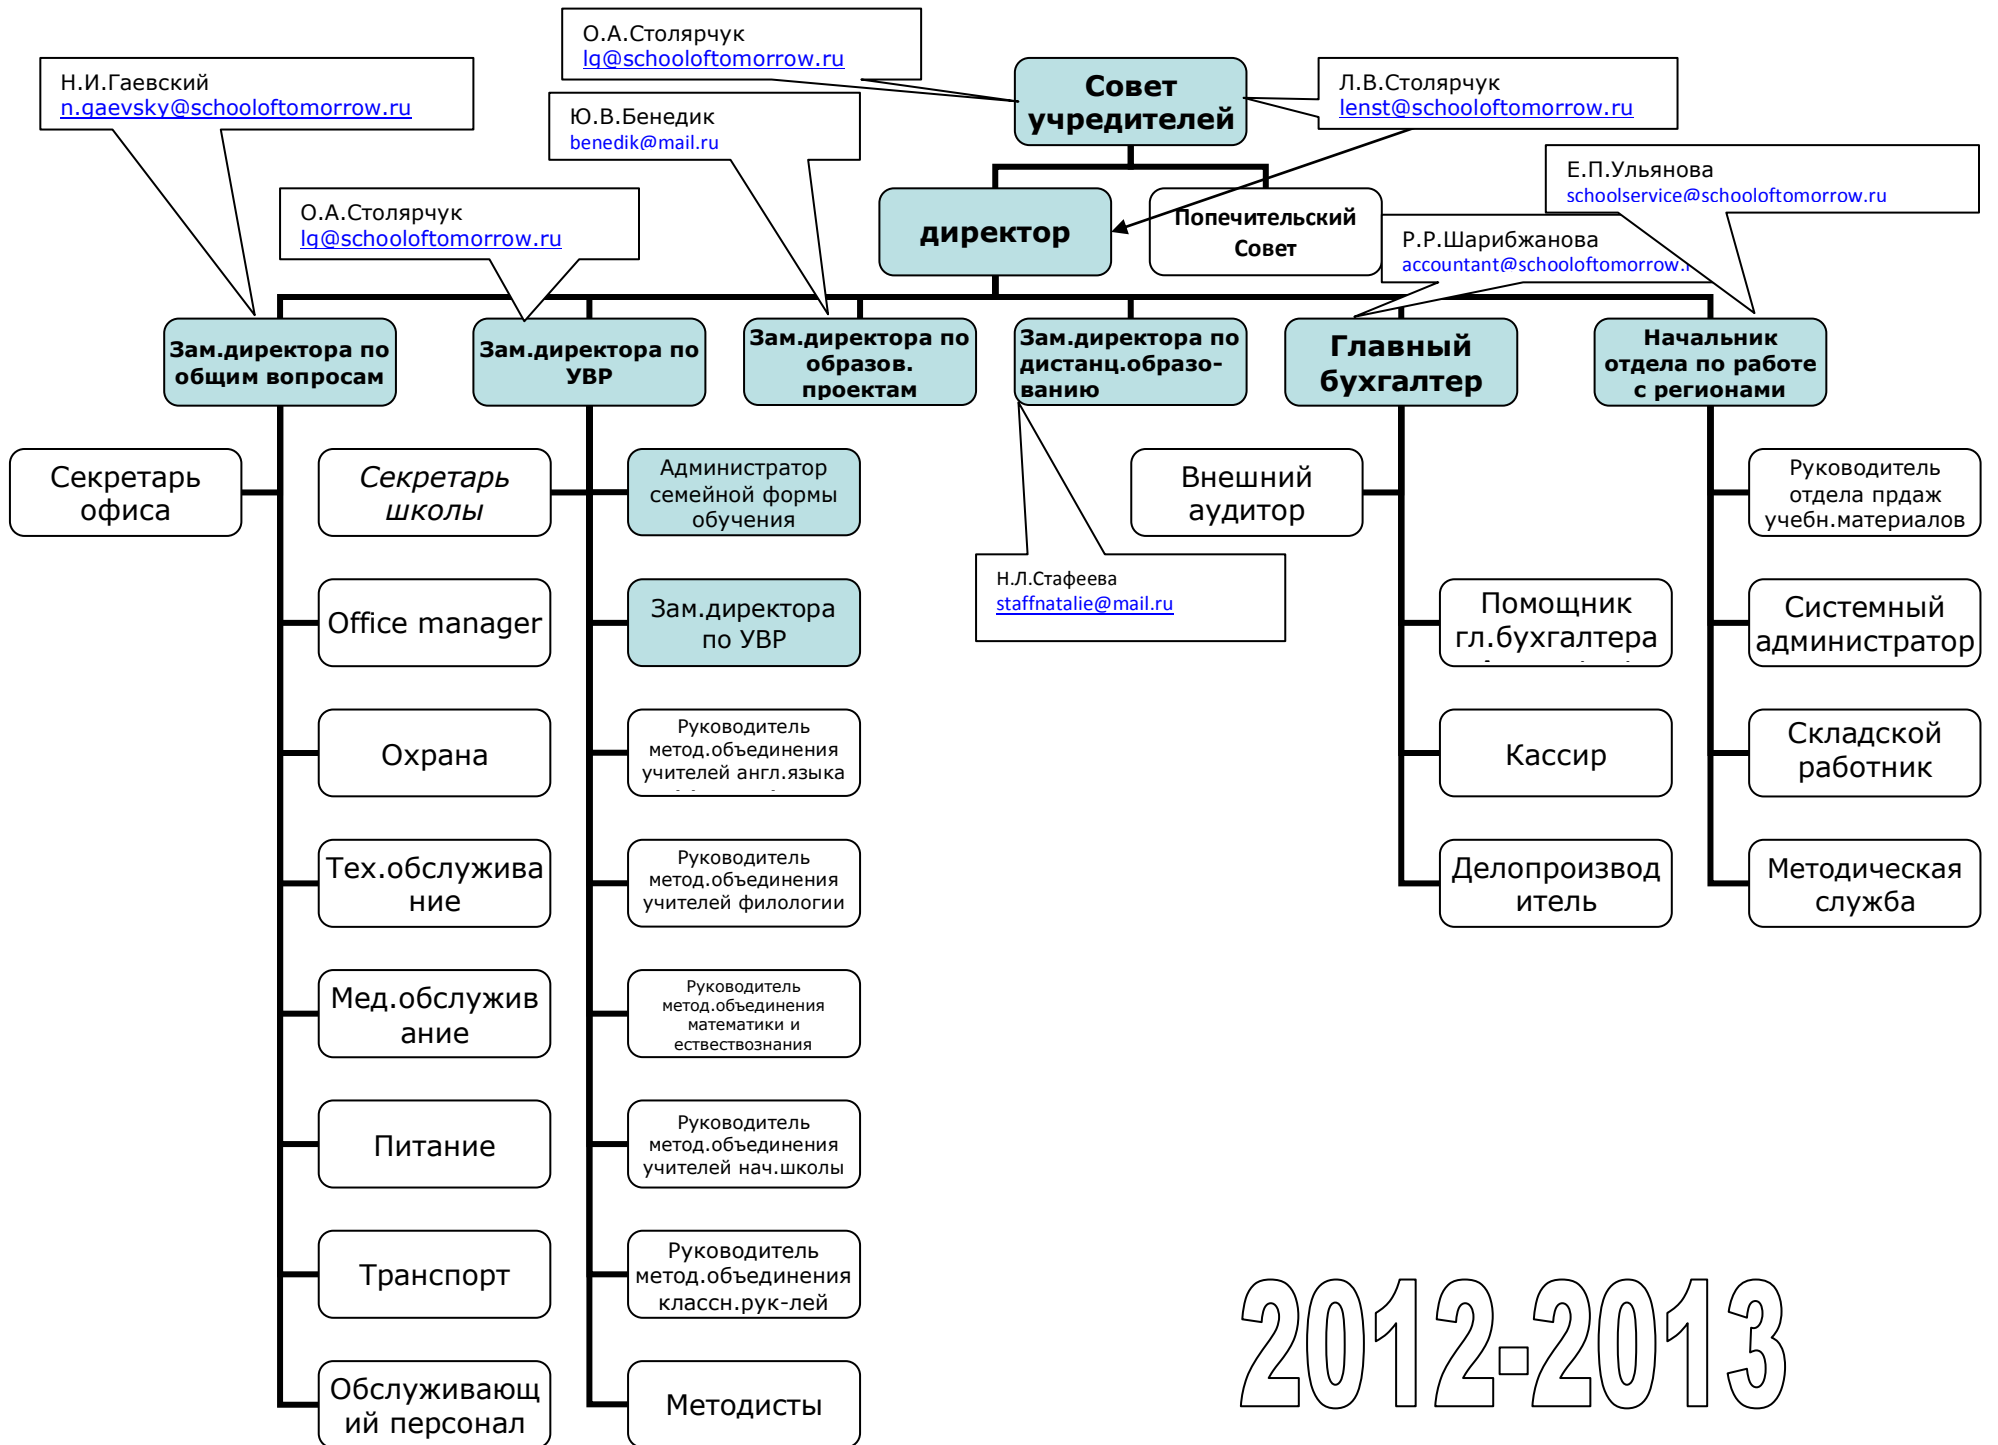 О.А.Столярчук
lg@schooloftomorrow.ru
Н.И.Гаевский
n.gaevsky@schooloftomorrow.ru
Совет
учредителей
Л.В.Столярчук
lenst@schooloftomorrow.ru
Ю.В.Бенедик
benedik@mail.ru
Е.П.Ульянова
schoolservice@schooloftomorrow.ru
О.А.Столярчук
lg@schooloftomorrow.ru
директор
Попечительский
Совет
Р.Р.Шарибжанова
accountant@schooloftomorrow.
Зам.директора по
общим вопросам
Зам.директора по
УВР
Зам.директора по
образов.
проектам
Зам.директора по
дистанц.образо-
ванию
Главный
бухгалтер
Начальник
отдела по работе
с регионами
Секретарь
офиса
Секретарь
школы
Администратор
семейной формы
обучения
Внешний
аудитор
Руководитель
отдела прдаж
учебн.материалов
Н.Л.Стафеева
staffnatalie@mail.ru
Office manager
Зам.директора
по УВР
Помощник
гл.бухгалтера
Системный
администратор
Охрана
Руководитель
метод.объединения
учителей англ.языка
Кассир
Складской
работник
Тех.обслужива
ние
Руководитель
метод.объединения
учителей филологии
Делопроизвод
итель
Методическая
служба
Мед.обслужив
ание
Руководитель
метод.объединения
математики и
ествествознания
Питание
Руководитель
метод.объединения
учителей нач.школы
Транспорт
Руководитель
метод.объединения
классн.рук-лей
Обслуживающ
ий персонал
Методисты
2012-2013